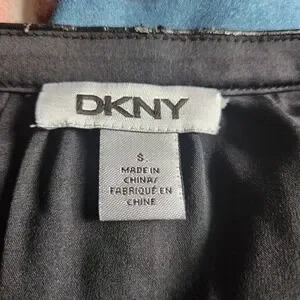 DKNY
S
MADE IN
CHINA/
FABRIQUÉ EN
CHINE